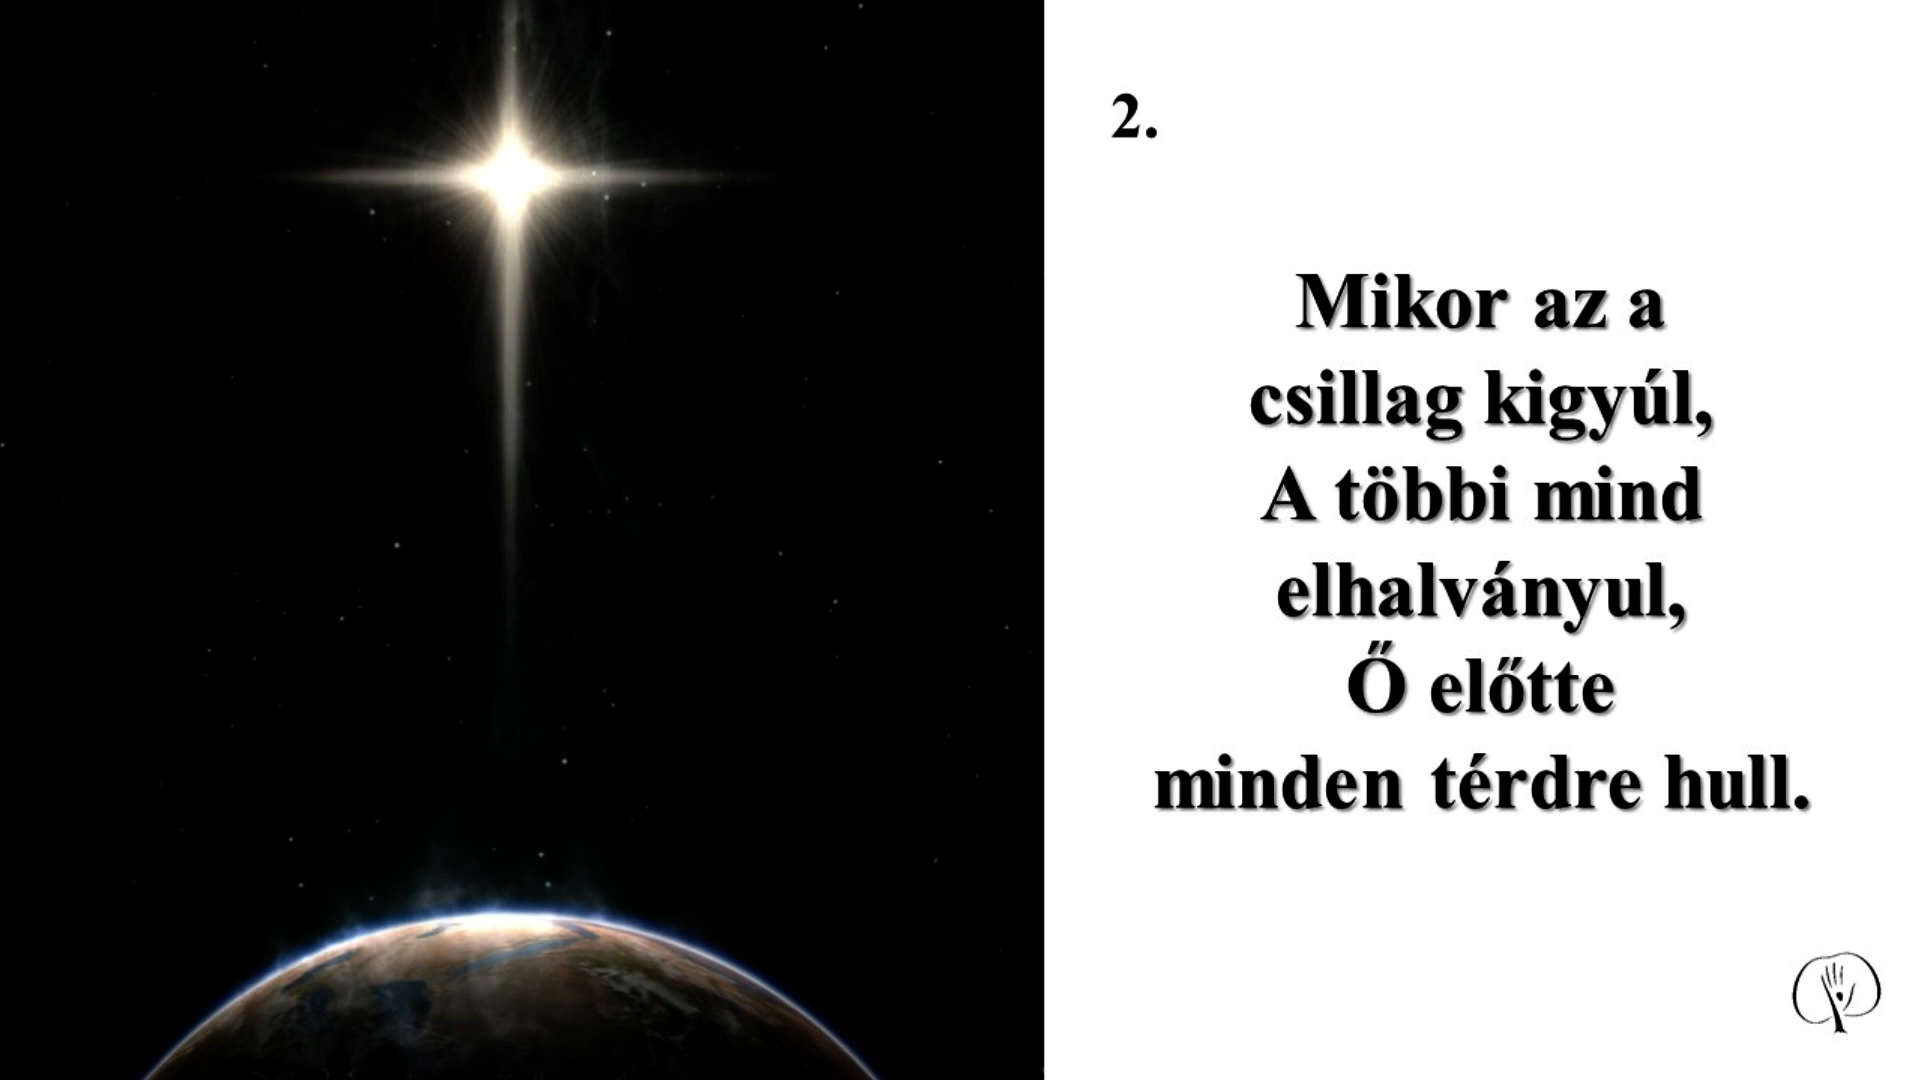 2.
Mikor az a
csillag kigyúl,
A többi mind
elhalványul,
Ő előtte
minden térdre hull.